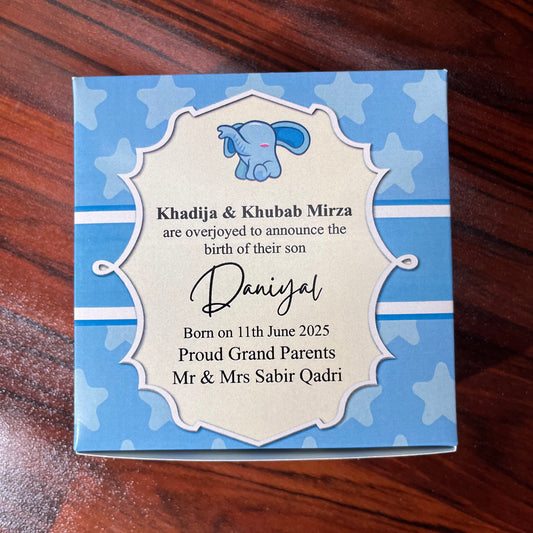 Khadija & Khubab Mirza
are overjoyed to announce the
birth of their son
Daniyal
Born on 11th June 2025
Proud Grand Parents
Mr & Mrs Sabir Qadri